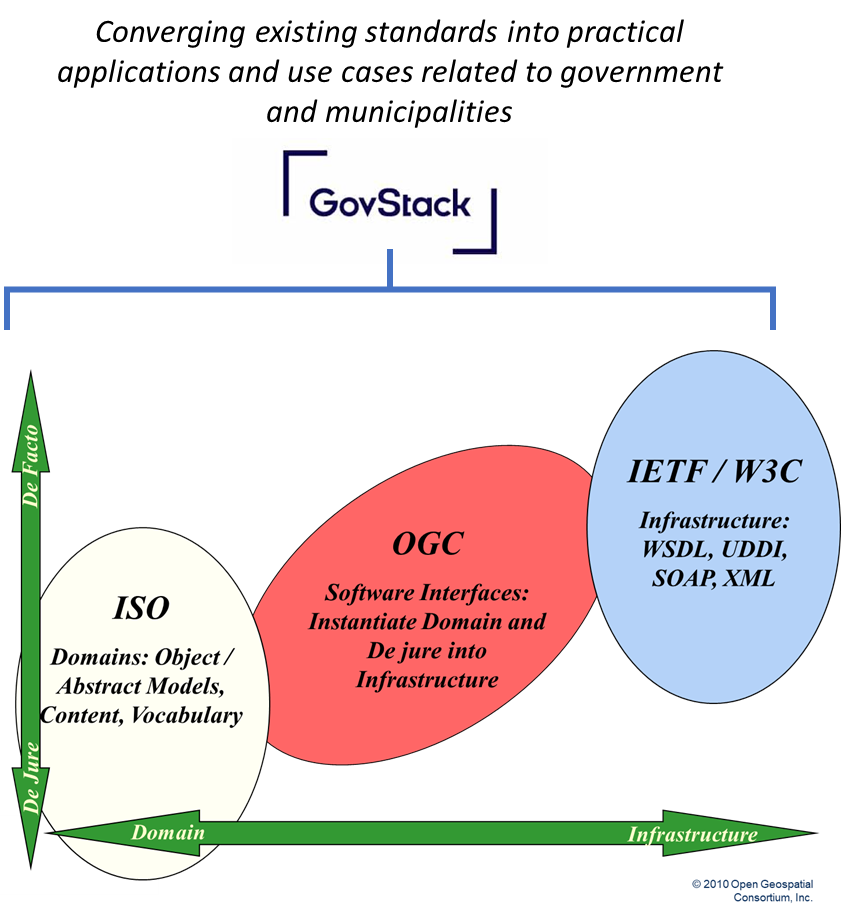 Converging existing standards into practical
applications and use cases related to government
and municipalities
GovStack
De Facto
De Jure
ISO
Domains: Object /
Abstract Models,
Content, Vocabulary
OGC
Software Interfaces:
Instantiate Domain and
De jure into
Infrastructure
IETF / W3C
Infrastructure:
WSDL, UDDI,
SOAP, XML
Domain
Infrastructure
© 2010 Open Geospatial
Consortium, Inc.